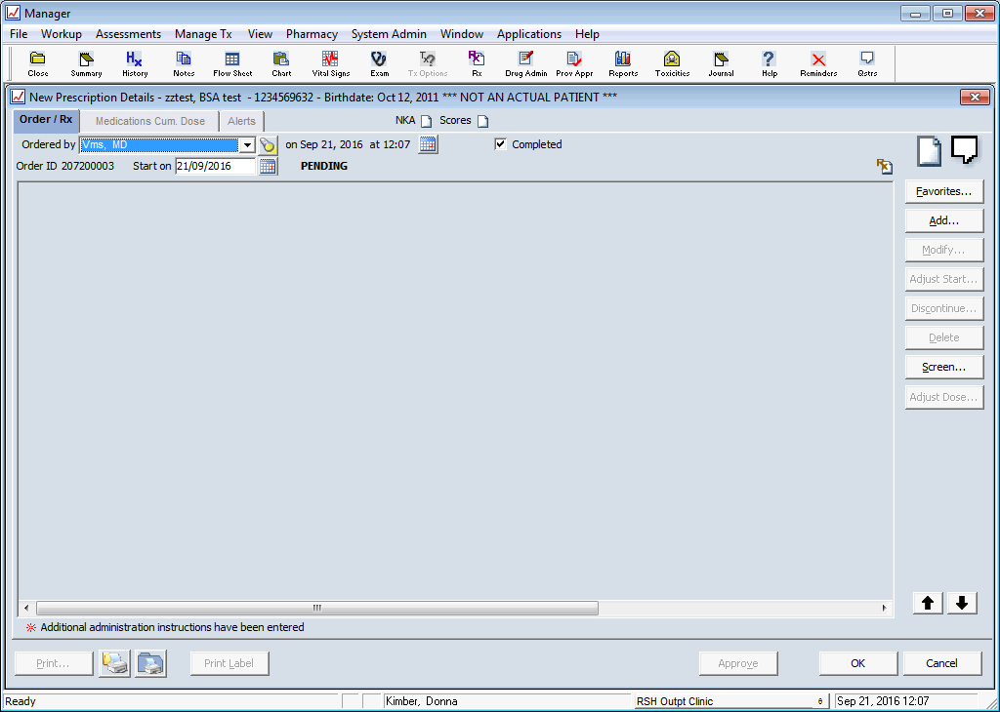 Manager
File Workup Assessments Manage Tx View Pharmacy System Admin Window Applications Help
Hx Tx? Rx ?
Close Summary History Notes Flow Sheet Chart Vital Signs Exam Tx Options Rx Drug Admin Prov Appr Reports Toxicities Journal Help Reminders Qstrs
New Prescription Details - zztest, BSA test - 1234569632 - Birthdate: Oct 12, 2011 *** NOT AN ACTUAL PATIENT ***
Order / Rx Medications Cum. Dose Alerts NKA Scores
Ordered by Vms, MD on Sep 21, 2016 at 12:07 Completed
Order ID 207200003 Start on 21/09/2016 PENDING
Favorites...
Add...
Modify...
Adjust Start...
Discontinue...
Delete
Screen...
Adjust Dose...
Additional administration instructions have been entered
Print... Print Label Approve OK Cancel
Ready Kimber, Donna RSH Outpt Clinic Sep 21, 2016 12:07